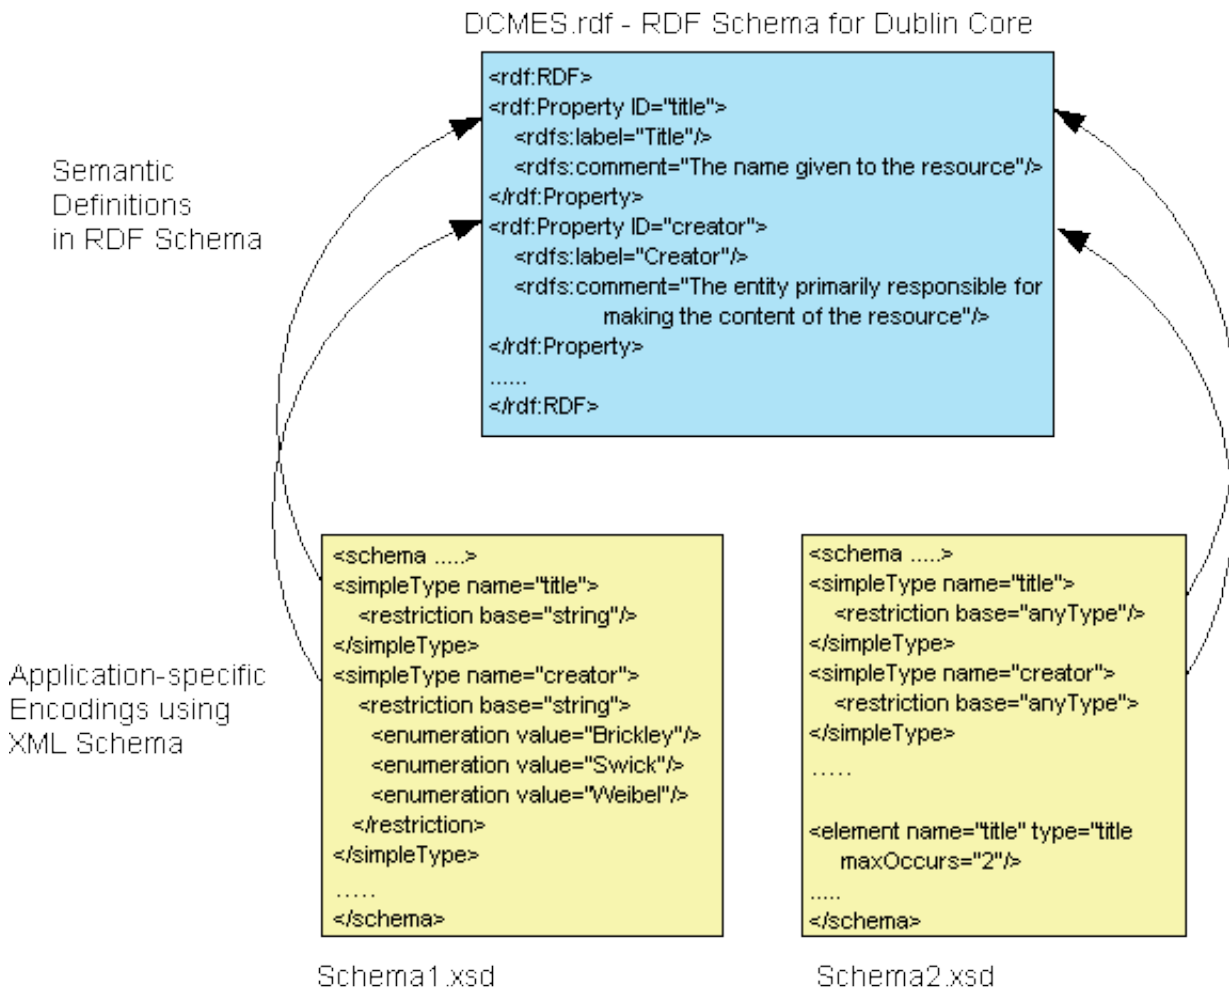 DCMES.rdf - RDF Schema for Dublin Core
<rdf:RDF>
<rdf:Property ID="title">
<rdfs:label="Title"/>
<rdfs:comment="The name given to the resource"/>
</rdf:Property>
<rdf:Property ID="creator">
<rdfs:label="Creator"/>
<rdfs:comment="The entity primarily responsible for
making the content of the resource"/>
</rdf:Property>
......
</rdf:RDF>
Semantic
Definitions
in RDF Schema
Application-specific
Encodings using
XML Schema
<schema .....>
<simpleType name="title">
<restriction base="string"/>
</simpleType>
<simpleType name="creator">
<restriction base="string">
<enumeration value="Brickley"/>
<enumeration value="Swick"/>
<enumeration value="Weibel"/>
</restriction>
</simpleType>
.....
</schema>
Schema1.xsd
<schema .....>
<simpleType name="title">
<restriction base="anyType"/>
</simpleType>
<simpleType name="creator">
<restriction base="anyType">
</simpleType>
.....
<element name="title" type="title
maxOccurs="2"/>
.....
</schema>
Schema2.xsd